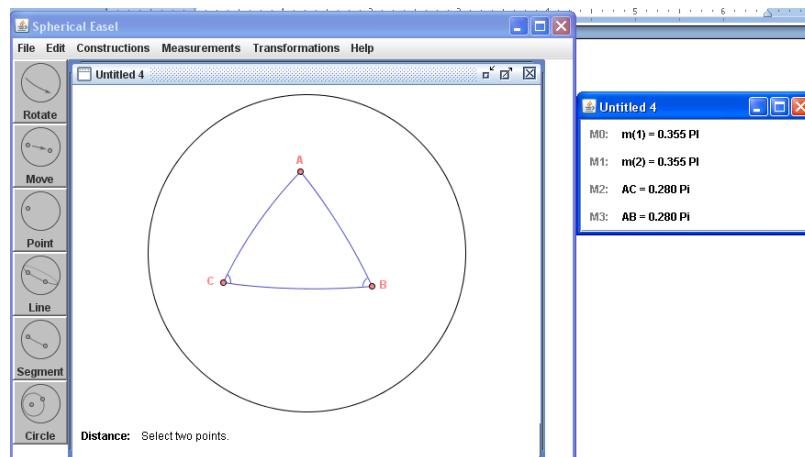 5 6
Spherical Easel
File Edit Constructions Measurements Transformations Help
Untitled 4
Rotate
Move
Point
Line
Segment
Circle
A
C
B
Distance: Select two points.
Untitled 4
M0: m(1) = 0.355 PI
M1: m(2) = 0.355 PI
M2: AC = 0.280 Pi
M3: AB = 0.280 Pi